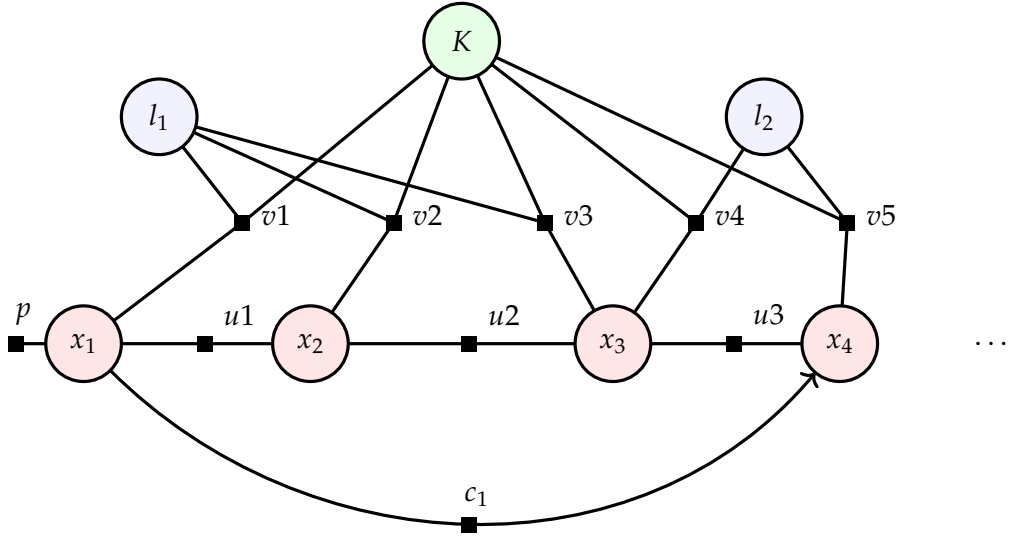 K
l₁
l₂
v1
v2
v3
v4
v5
p
u1
u2
u3
x₁
x₂
x₃
x₄
...
c₁